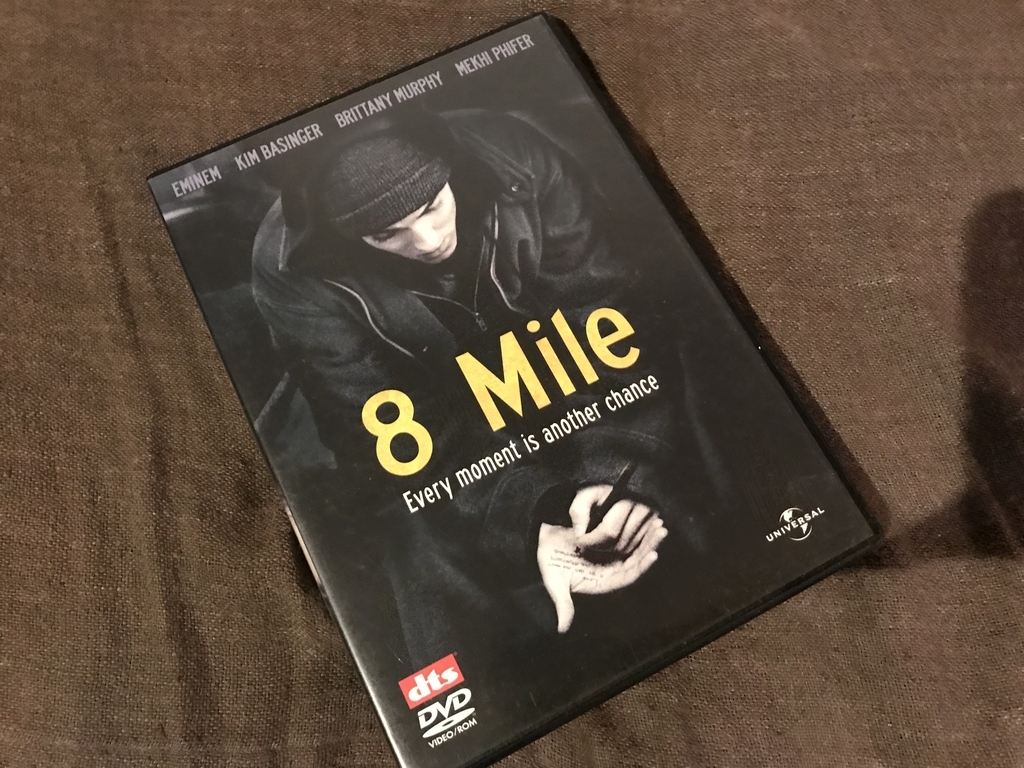 EMINEM KIM BASINGER BRITTANY MURPHY MEKHI PHIFER
8 Mile
Every moment is another chance
UNIVERSAL
dts
DVD
VIDEO/ROM